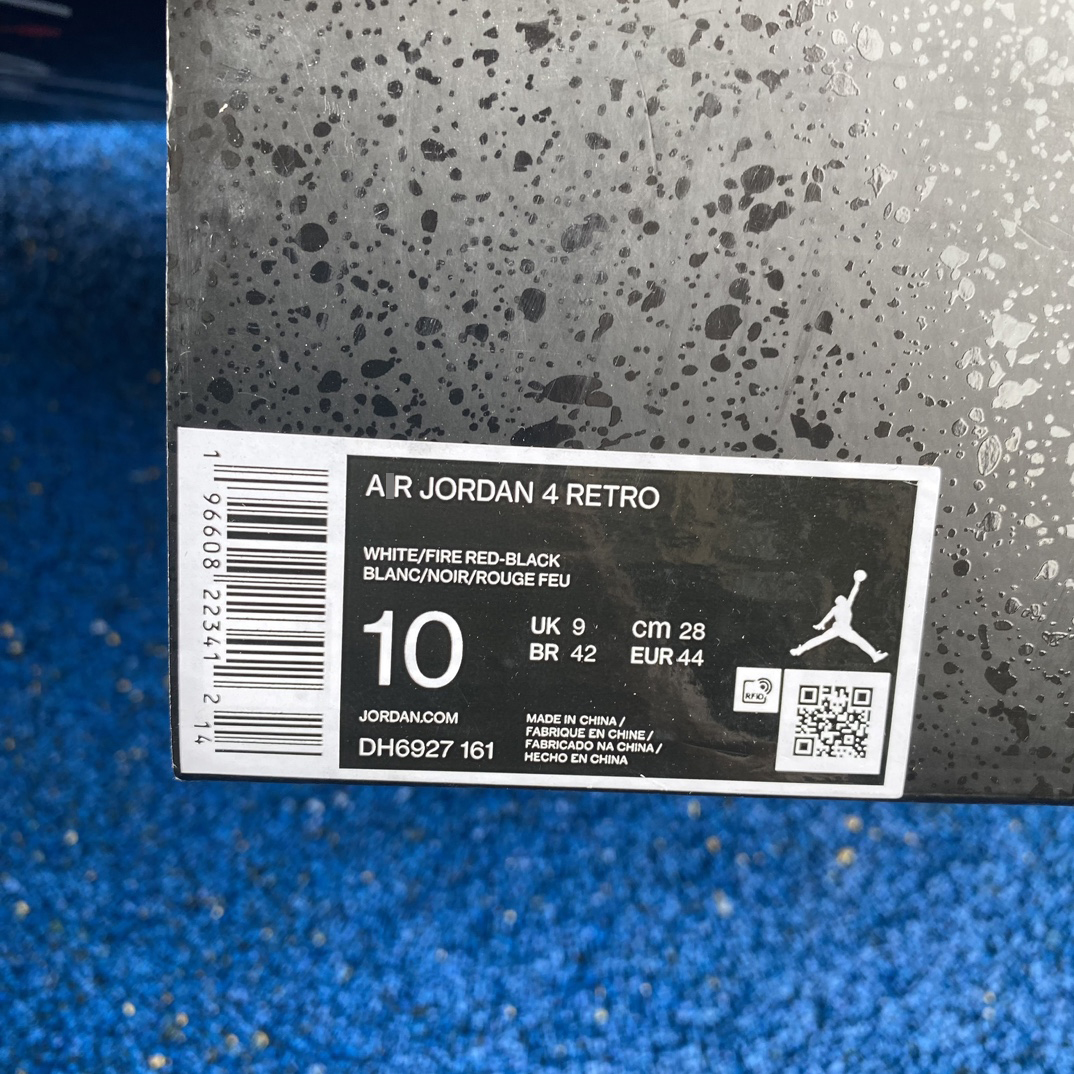 AIR JORDAN 4 RETRO
WHITE/FIRE RED-BLACK
BLANC/NOIR/ROUGE FEU
10
UK 9 cm 28
BR 42 EUR 44
JORDAN.COM
DH6927 161
MADE IN CHINA /
FABRIQUE EN CHINE /
FABRICADO NA CHINA /
HECHO EN CHINA
RFID
1 96608 22341 2 14